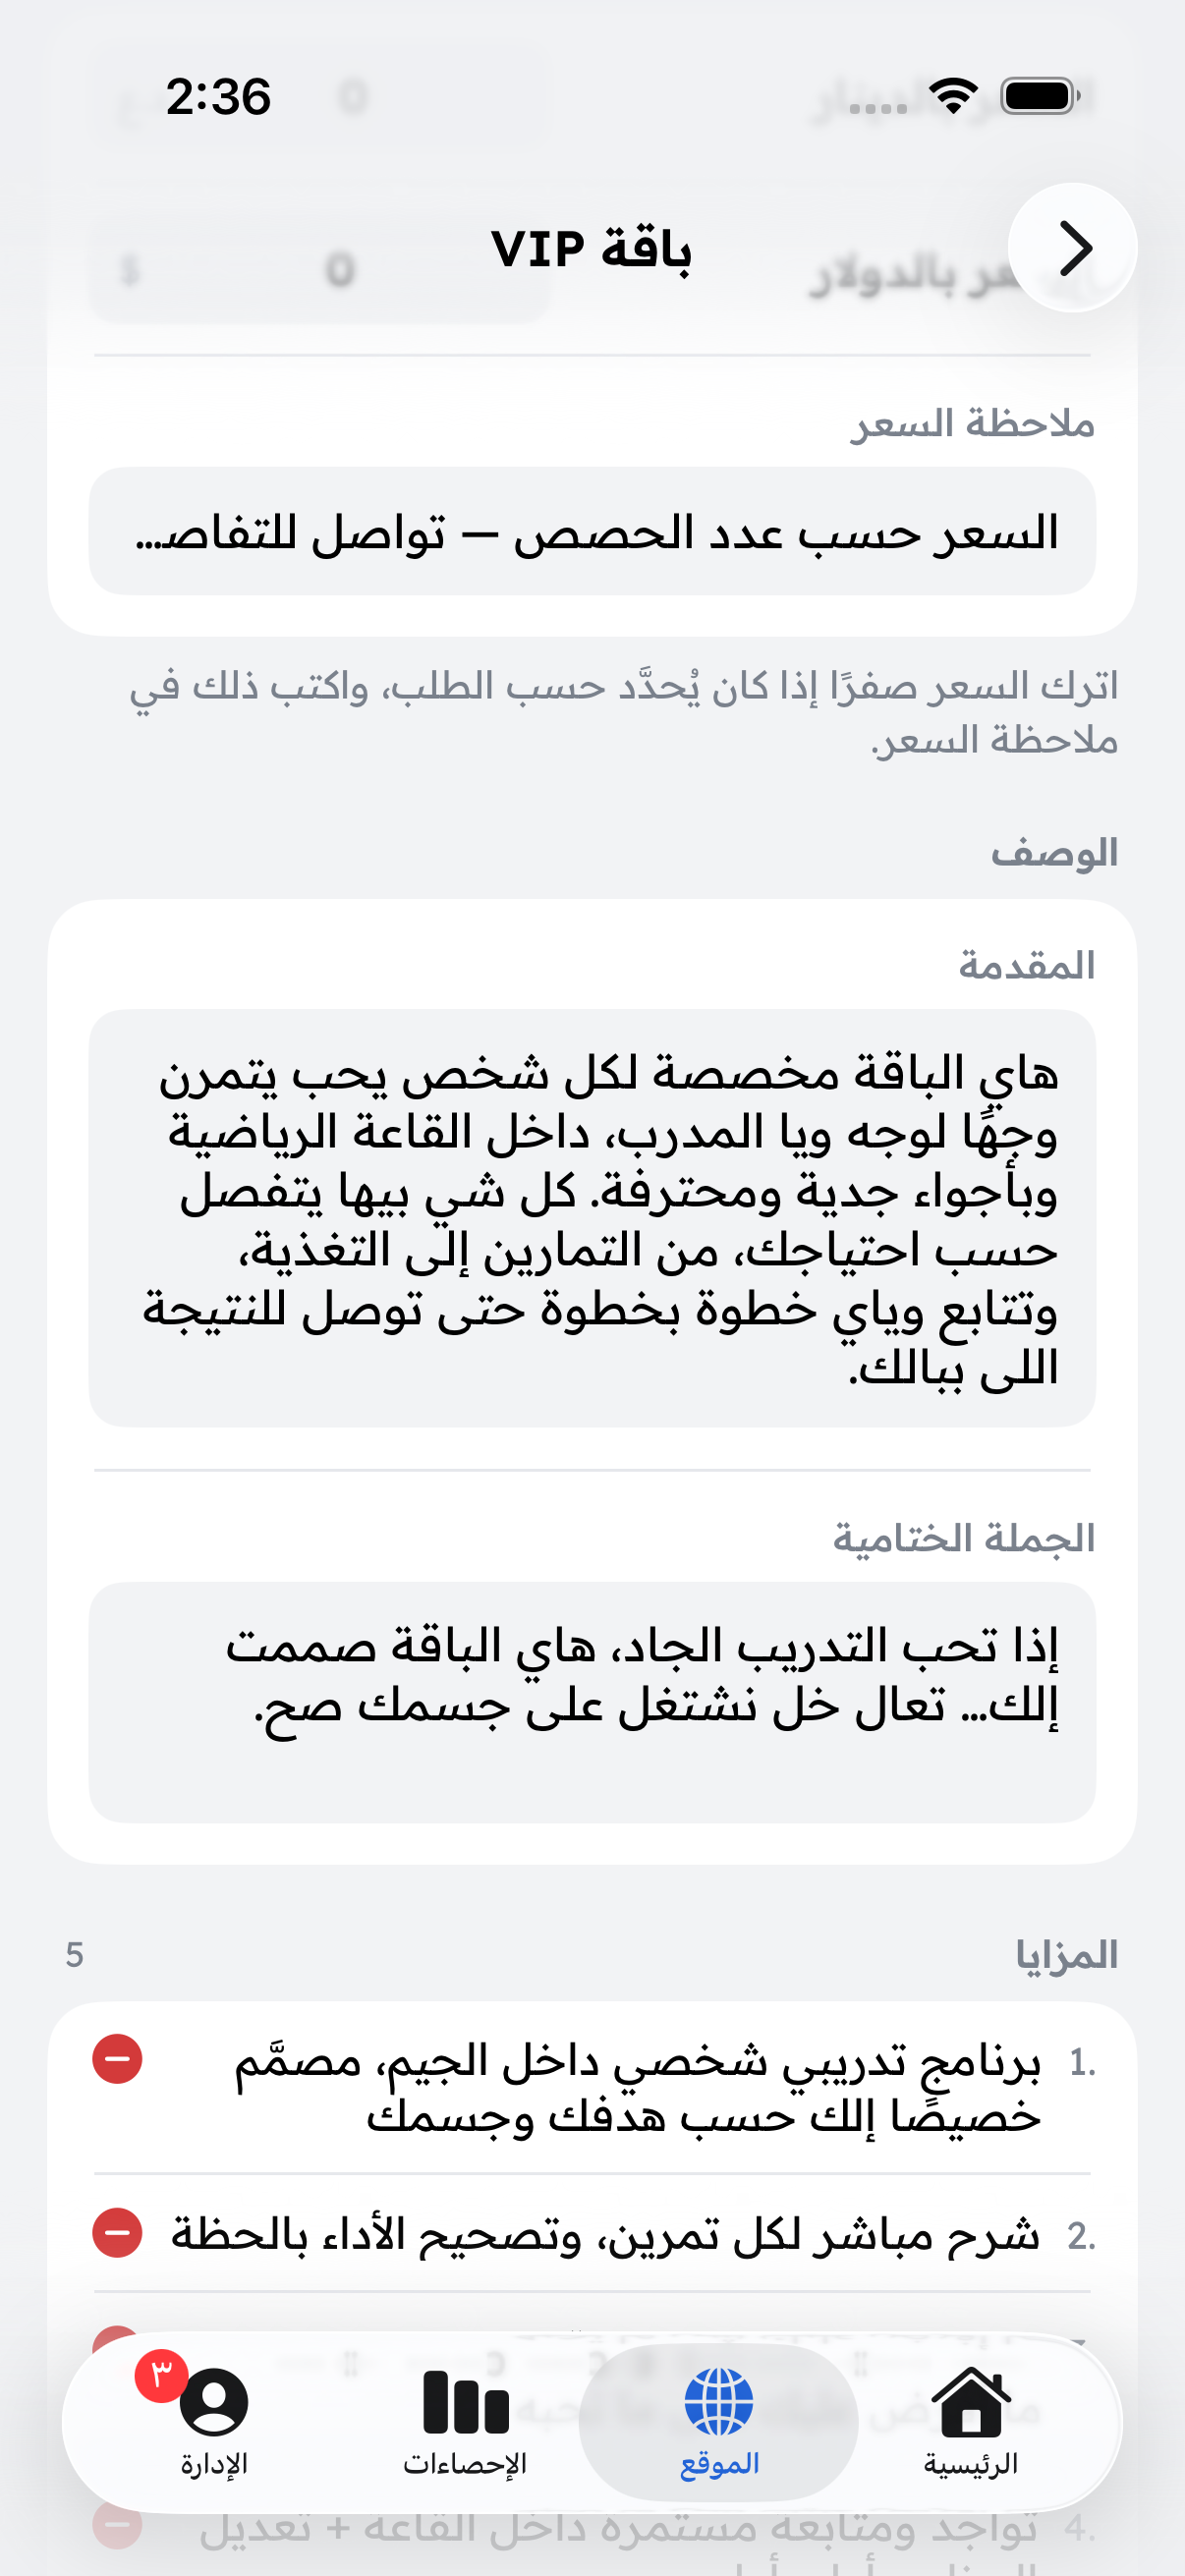 2:36
باقة VIP
السعر بالدولار
0
$
ملاحظة السعر
السعر حسب عدد الحصص — تواصل للتفاصـ...
اترك السعر صفرًا إذا كان يُحدَّد حسب الطلب، واكتب ذلك في
ملاحظة السعر.
الوصف
المقدمة
هاي الباقة مخصصة لكل شخص يحب يتمرن
وجهًا لوجه ويا المدرب، داخل القاعة الرياضية
وبأجواء جدية ومحترفة. كل شي بيها يتفصل
حسب احتياجك، من التمارين إلى التغذية،
وتتابع وياي خطوة بخطوة حتى توصل للنتيجة
اللي ببالك.
الجملة الختامية
إذا تحب التدريب الجاد، هاي الباقة صممت
إلك... تعال خل نشتغل على جسمك صح.
المزايا
5
1. برنامج تدريبي شخصي داخل الجيم، مصمَّم
خصيصًا إلك حسب هدفك وجسمك
2. شرح مباشر لكل تمرين، وتصحيح الأداء بالحظة
4. تواجد ومتابعة مستمرة داخل القاعة + تعديل
الرئيسية
الموقع
الإحصاءات
الإدارة
٣